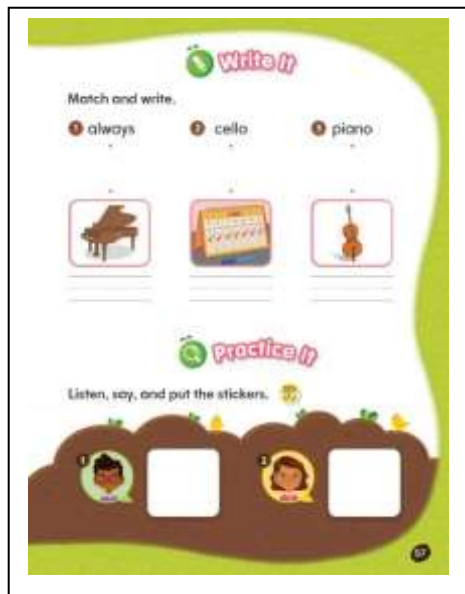 Write It
Match and write.
1 always 2 cello 3 piano
Practice It
Listen, say, and put the stickers.
1
2
57